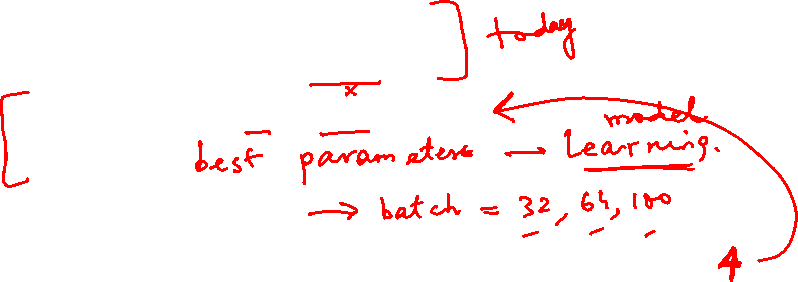 today
x
model
best parameters → learning.
→ batch = 32, 64, 100
4